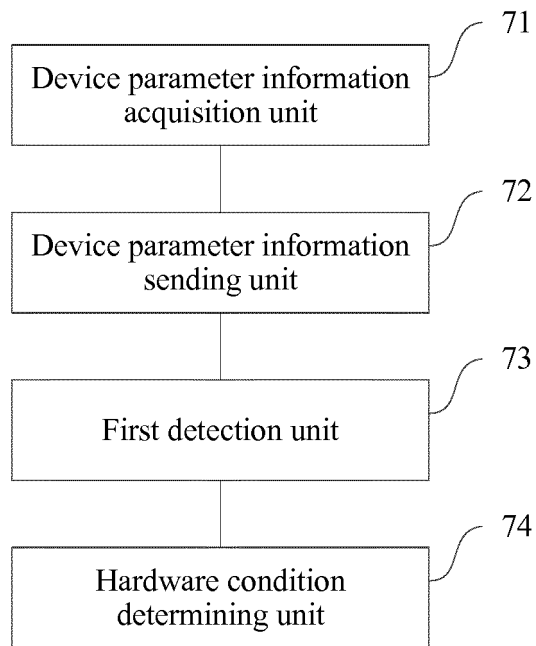 71
Device parameter information
acquisition unit
72
Device parameter information
sending unit
73
First detection unit
74
Hardware condition
determining unit